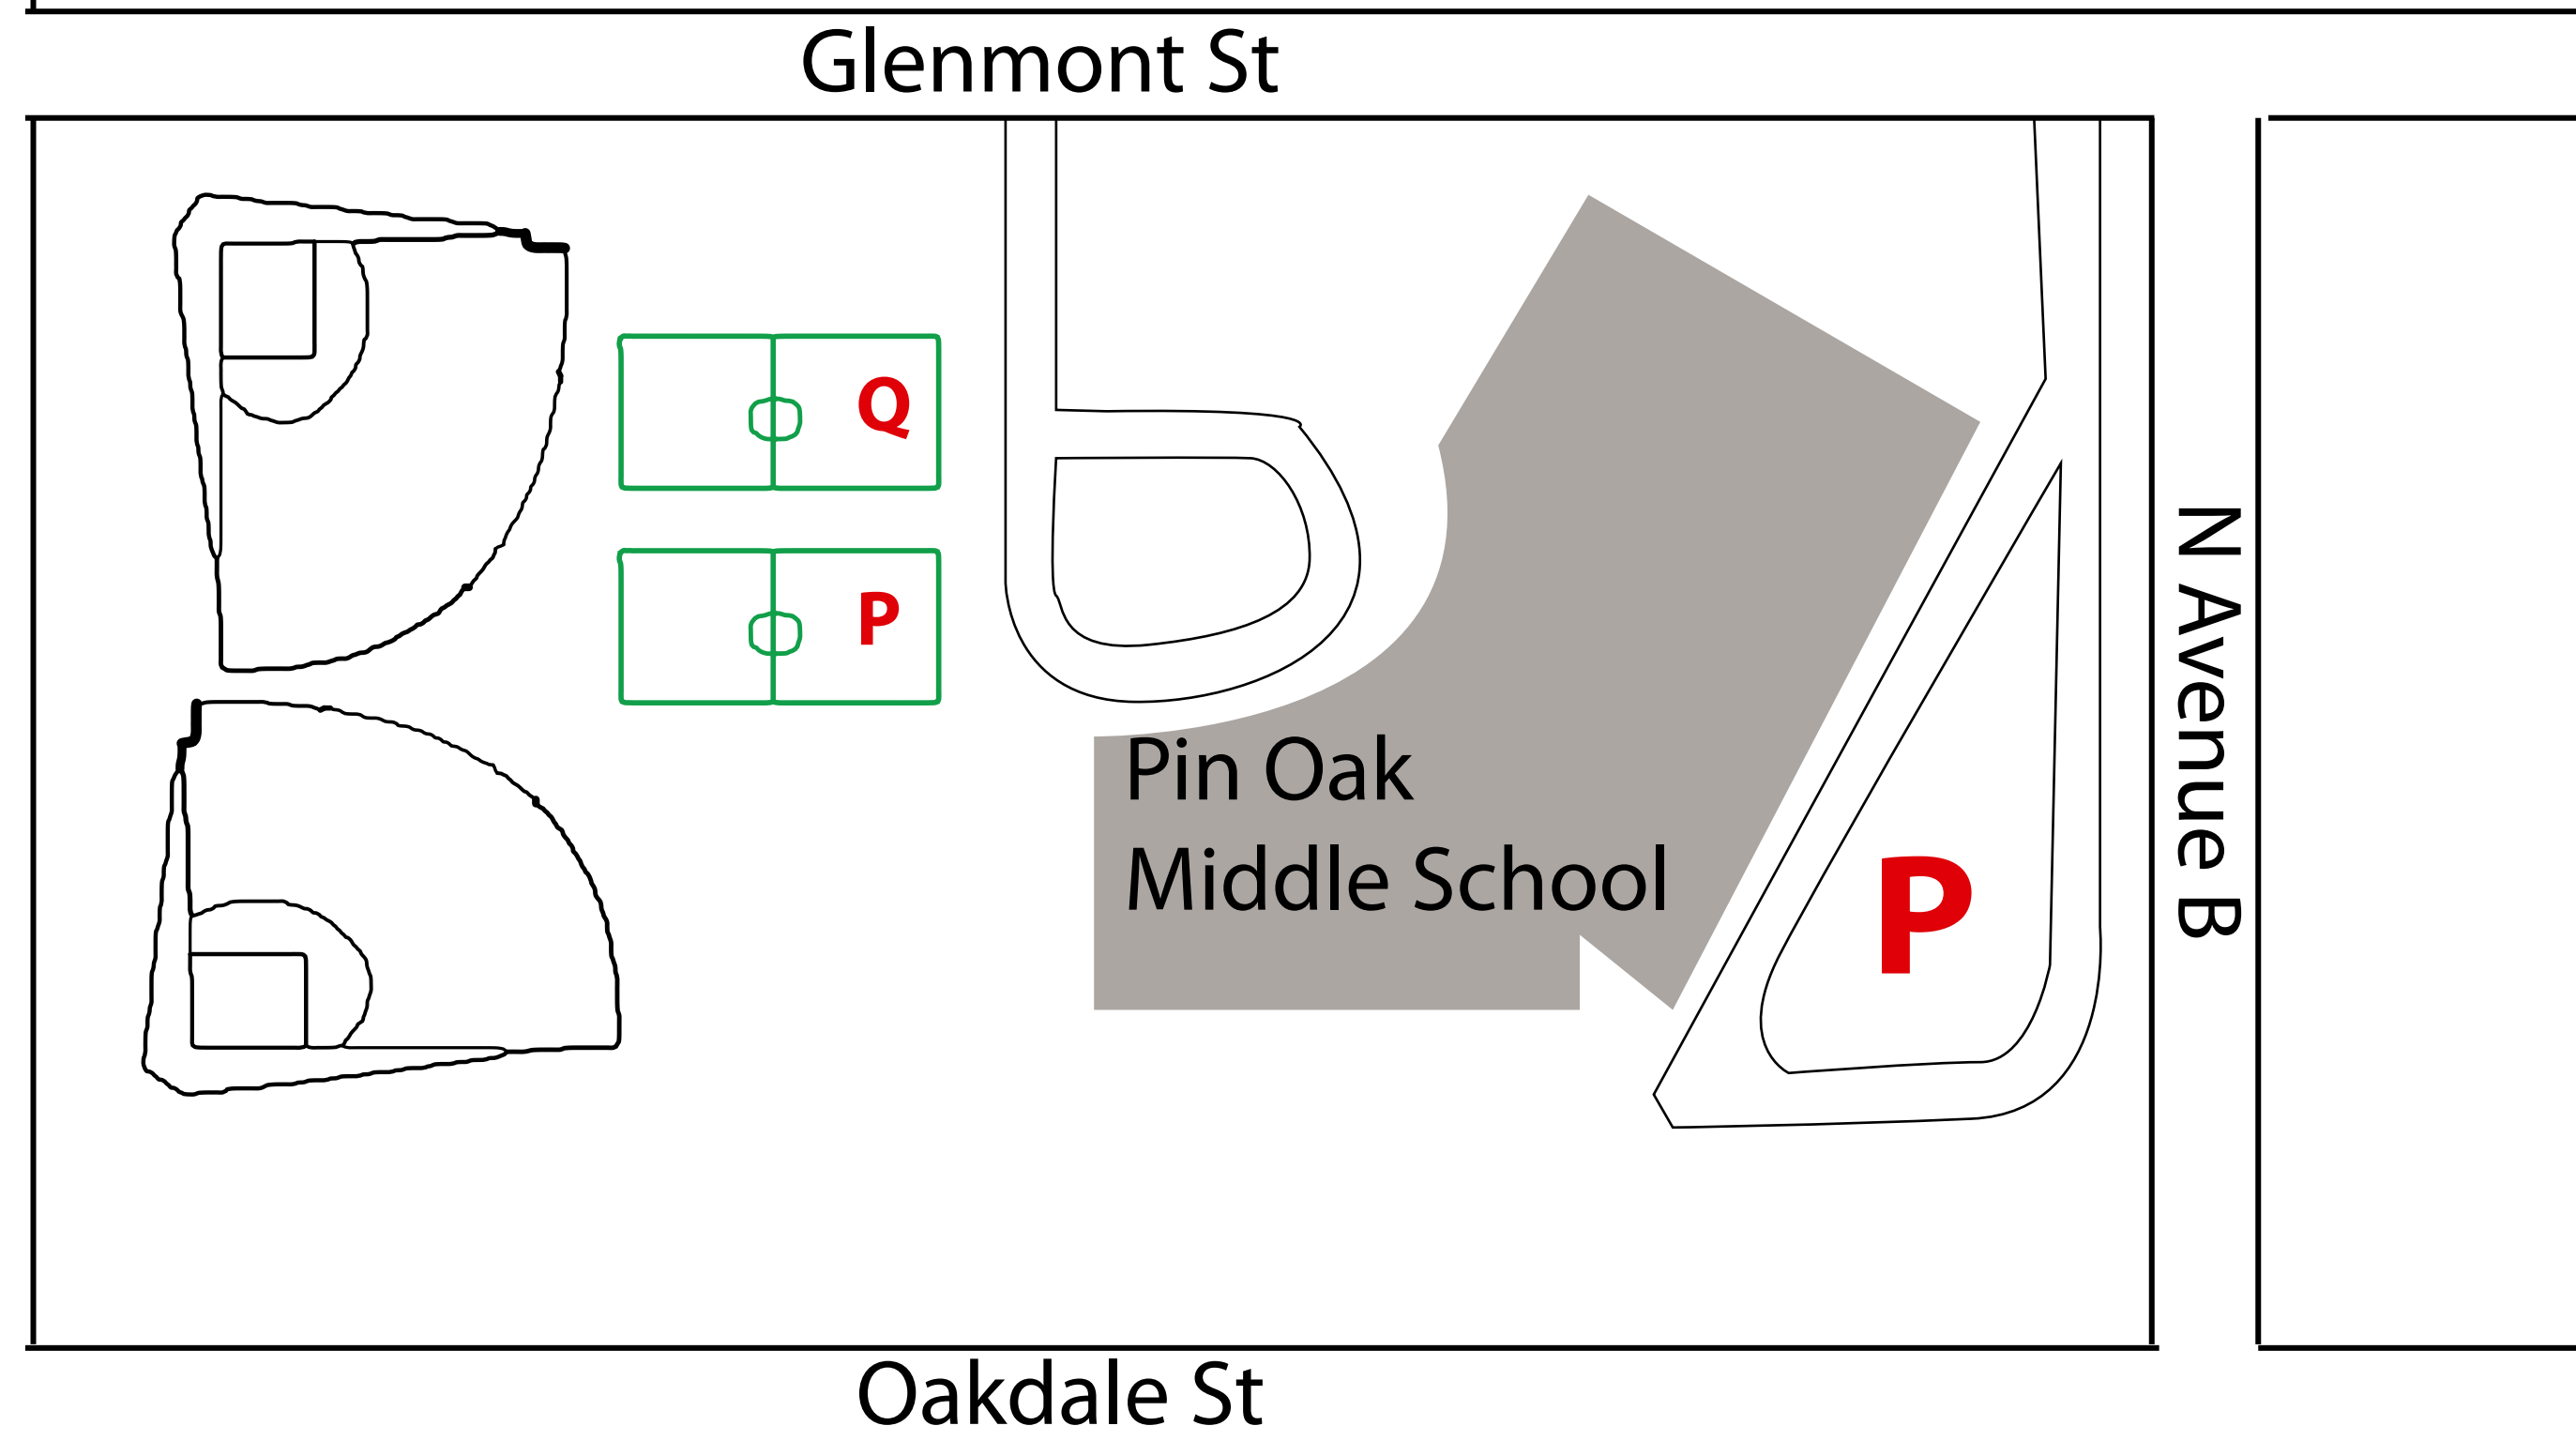 Glenmont St
Q
P
Pin Oak
Middle School
P
N Avenue B
Oakdale St